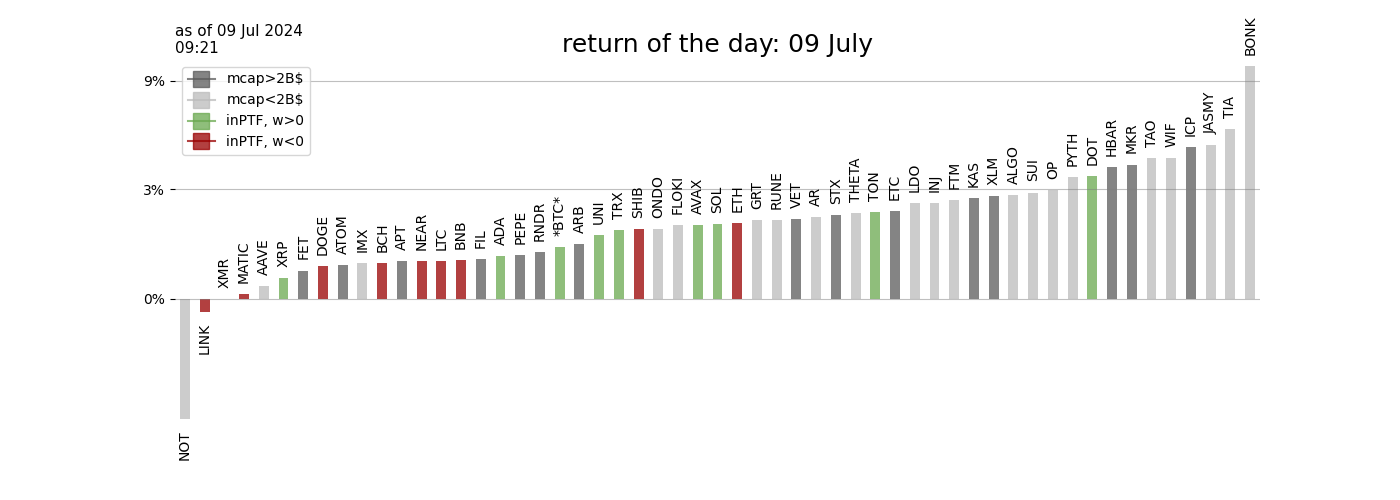 as of 09 Jul 2024
09:21
return of the day: 09 July
mcap>2B$
mcap<2B$
inPTF, w>0
inPTF, w<0
9%
3%
0%
NOT
LINK
XMR
MATIC
AAVE
XRP
FET
DOGE
ATOM
IMX
BCH
APT
NEAR
LTC
BNB
FIL
ADA
PEPE
RNDR
*BTC*
ARB
UNI
TRX
SHIB
ONDO
FLOKI
AVAX
SOL
ETH
GRT
RUNE
VET
AR
STX
THETA
TON
ETC
LDO
INJ
FTM
KAS
XLM
ALGO
SUI
OP
PYTH
DOT
HBAR
MKR
TAO
WIF
ICP
JASMY
TIA
BONK